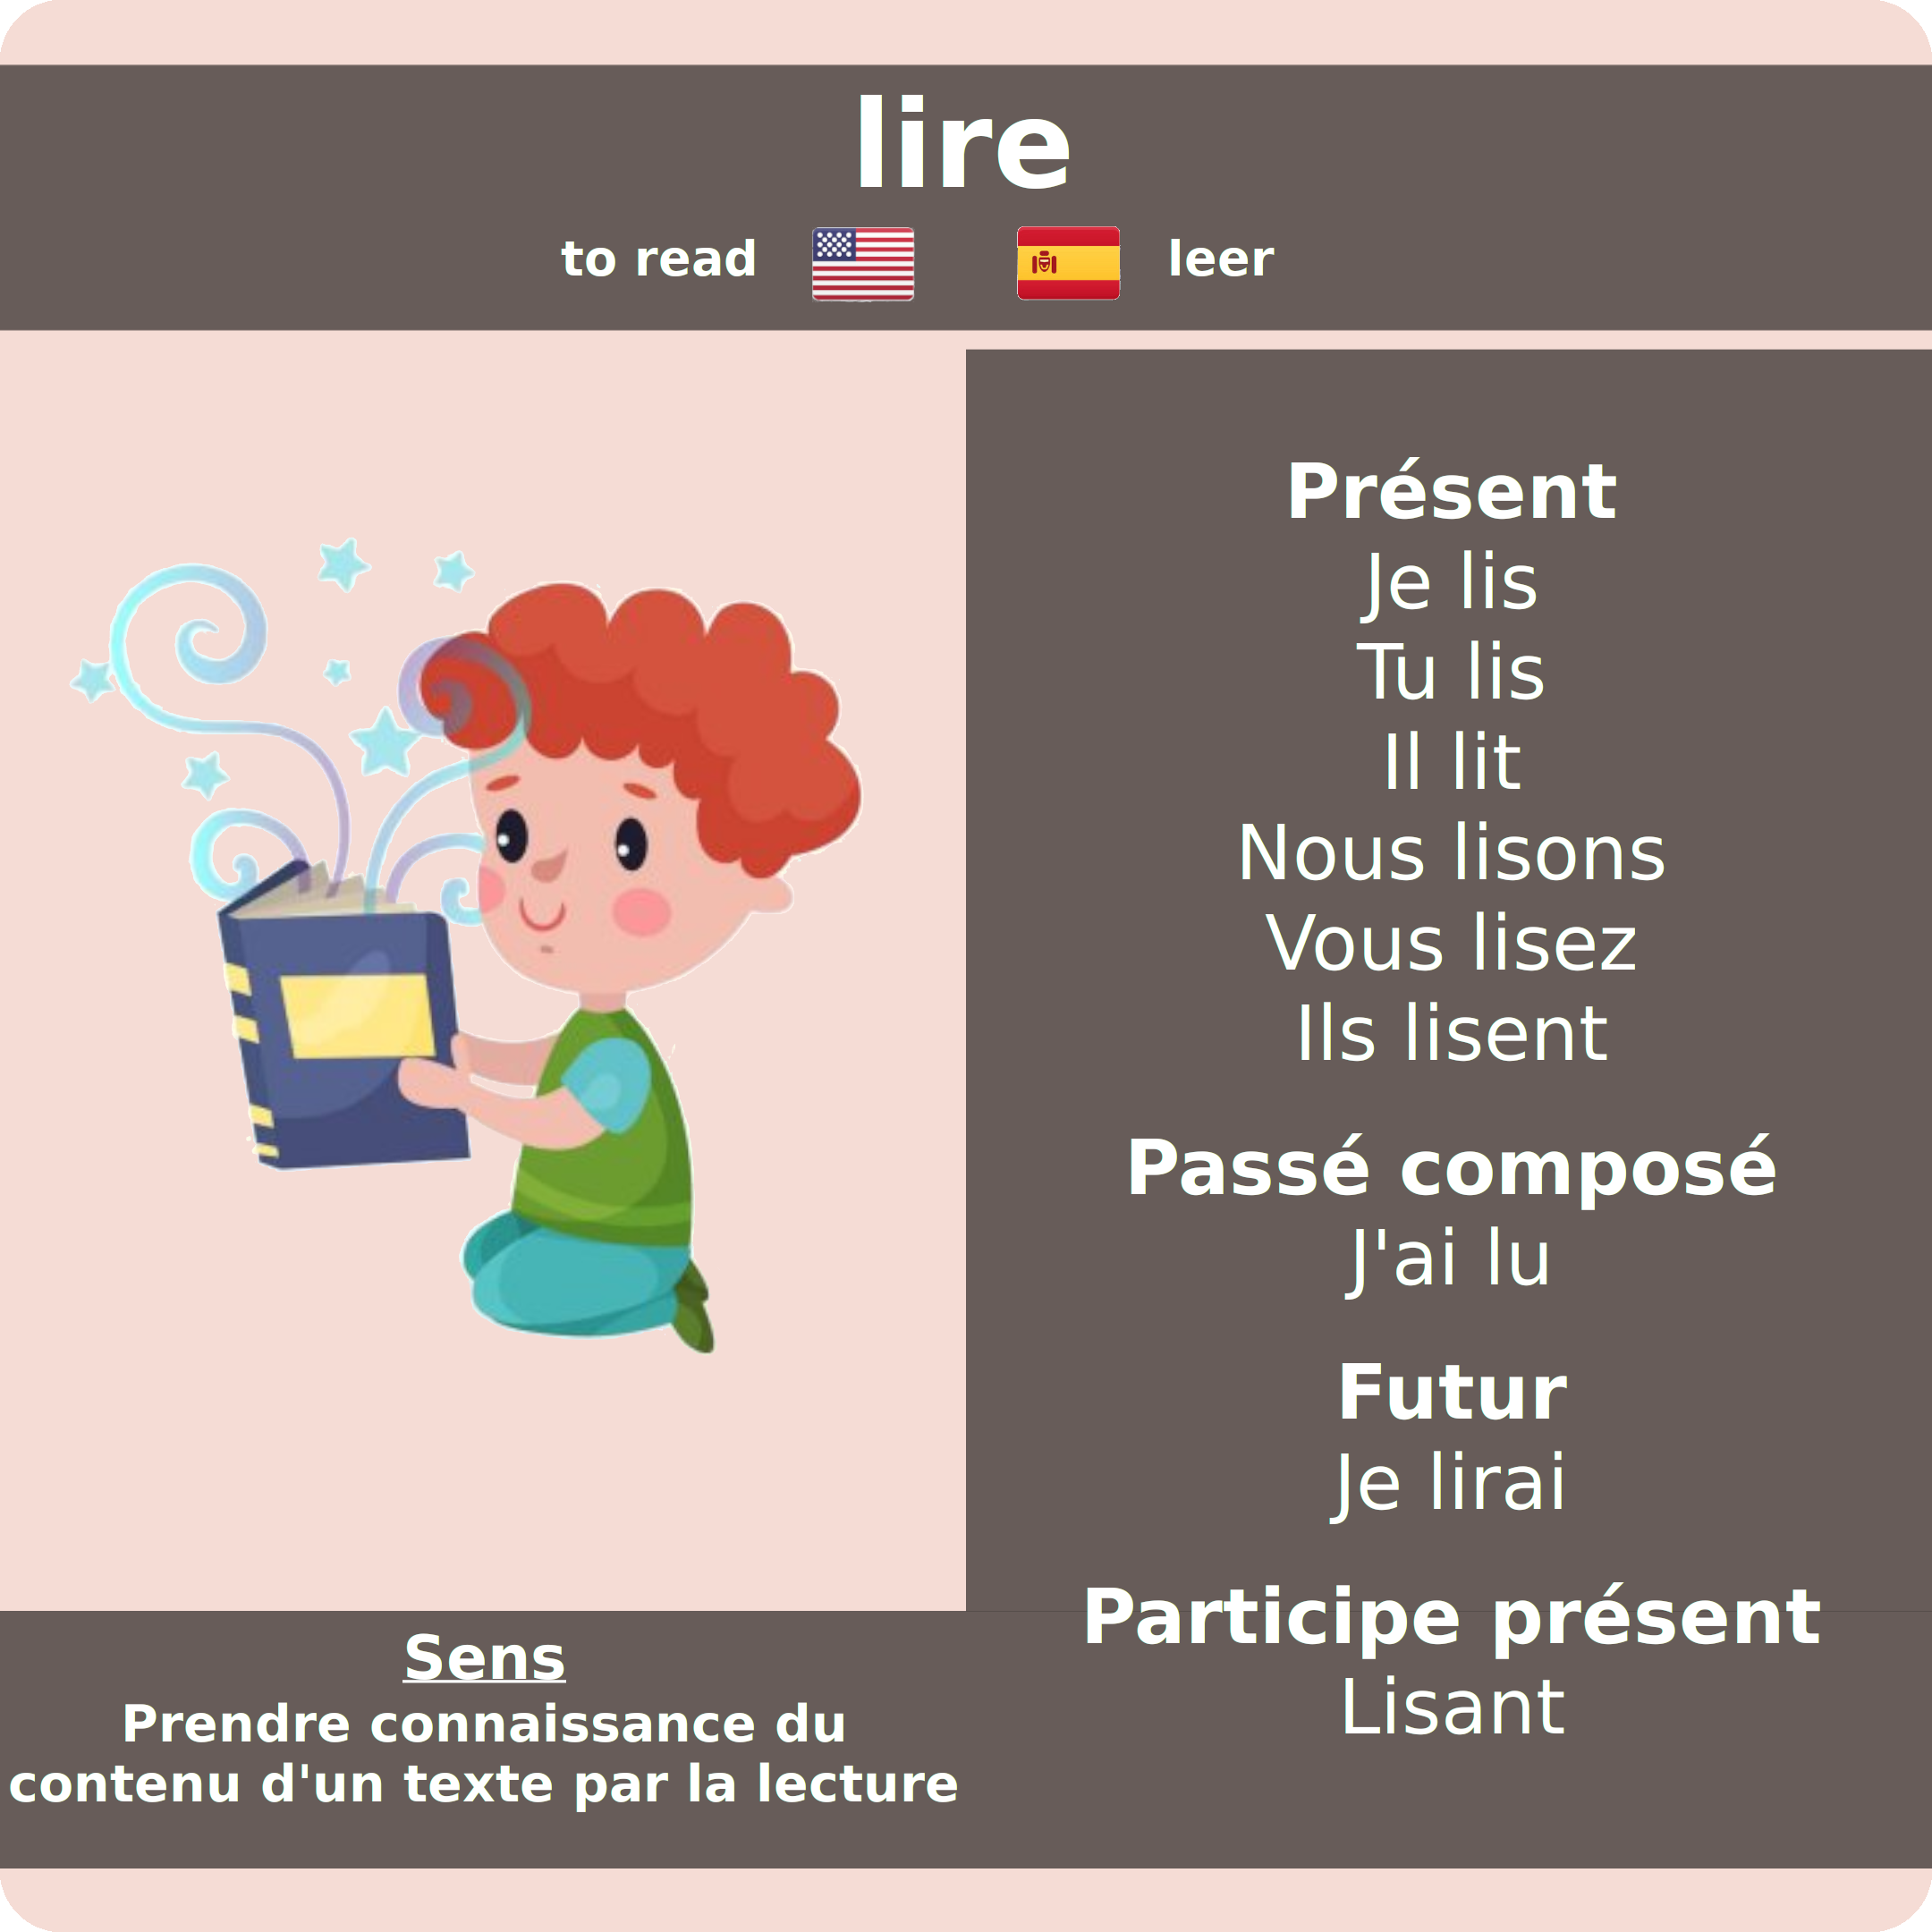 lire
to read
leer
Présent
Je lis
Tu lis
Il lit
Nous lisons
Vous lisez
Ils lisent
Passé composé
J'ai lu
Futur
Je lirai
Participe présent
Lisant
Sens
Prendre connaissance du
contenu d'un texte par la lecture